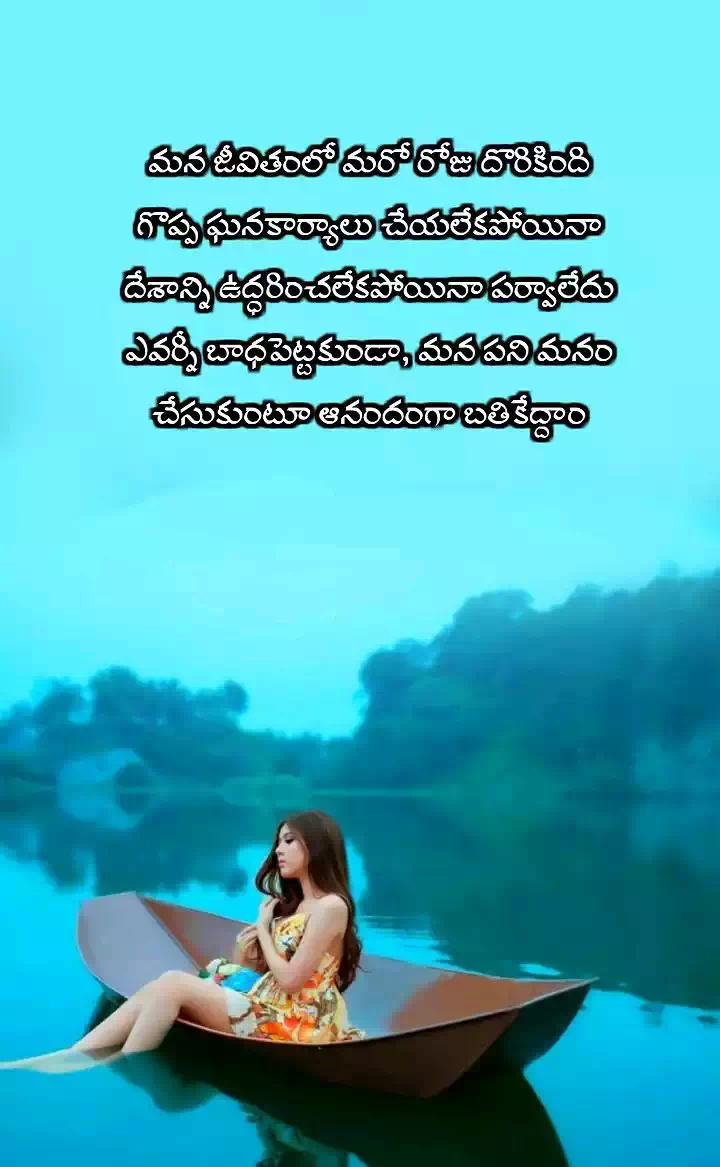 మన జీవితంలో మరో రోజు దొరికింది
గొప్ప ఘనకార్యాలు చేయలేకపోయినా
దేశాన్ని ఉద్ధరించలేకపోయినా పర్వాలేదు
ఎవర్నీ బాధపెట్టకుండా, మన పని మనం
చేసుకుంటూ ఆనందంగా బతికేద్దాం